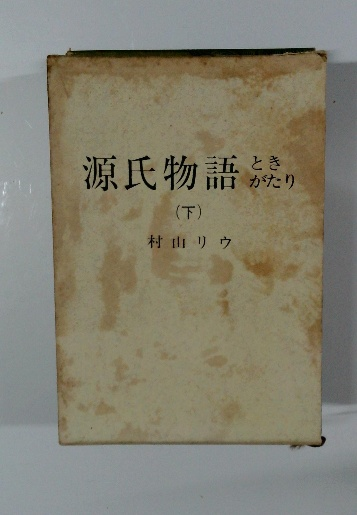 源氏物語 ときがたり
(下)
村山リウ